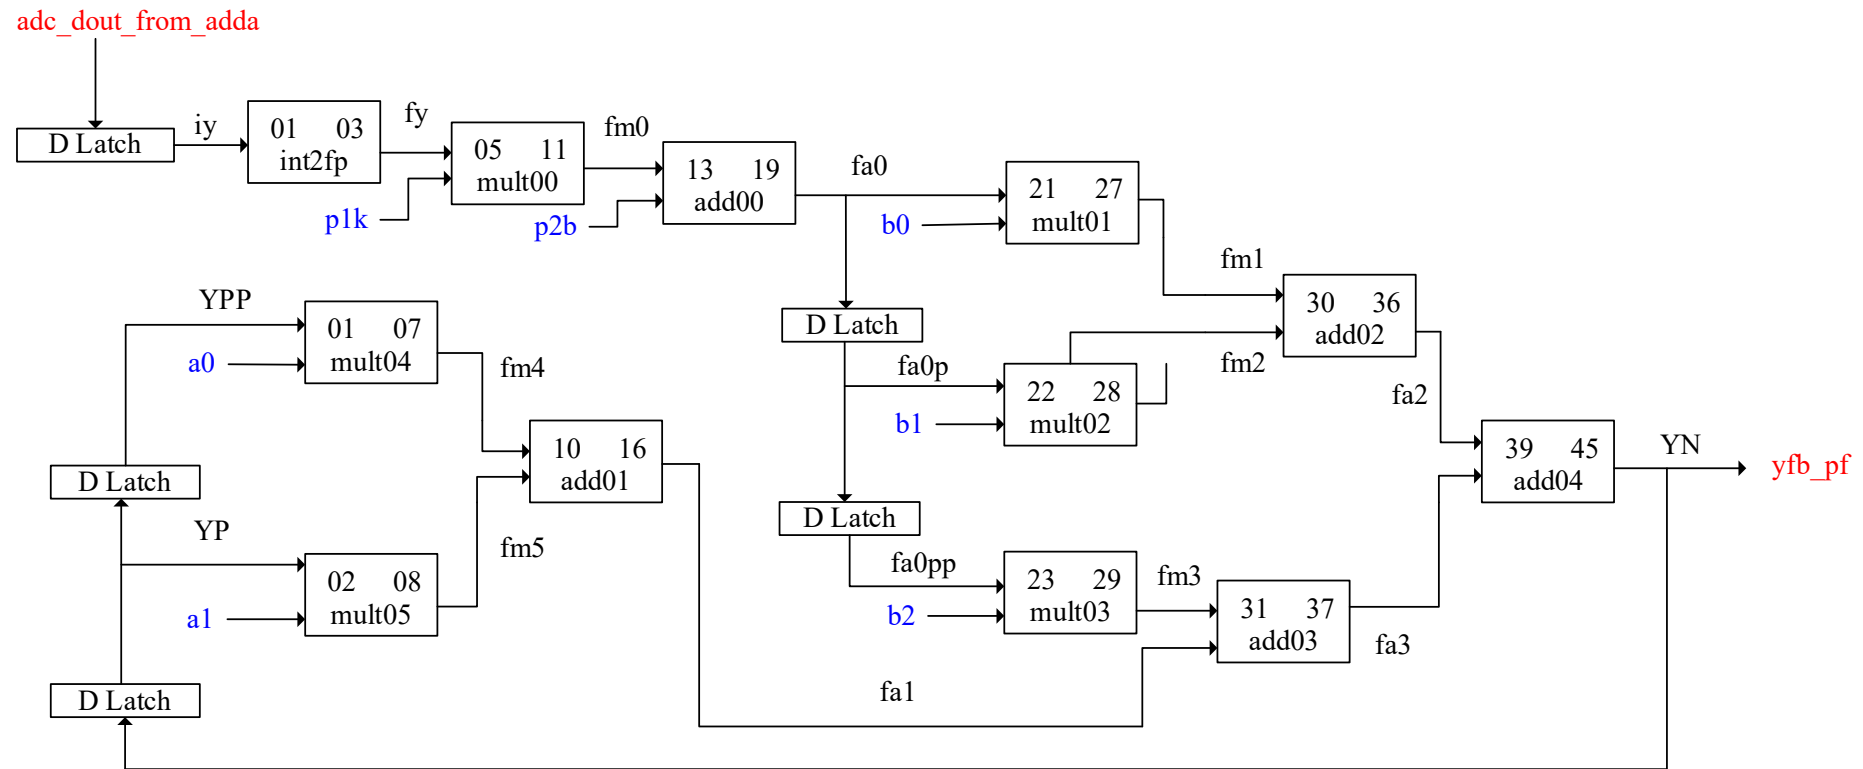 adc_dout_from_adda
D Latch
iy
01 03
int2fp
fy
p1k
05 11
mult00
fm0
p2b
13 19
add00
fa0
b0
21 27
mult01
fm1
D Latch
fa0p
b1
22 28
mult02
fm2
30 36
add02
fa2
YPP
a0
01 07
mult04
fm4
D Latch
YP
a1
02 08
mult05
fm5
10 16
add01
D Latch
fa0pp
b2
23 29
mult03
fm3
31 37
add03
fa3
39 45
add04
YN
yfb_pf
D Latch
fa1